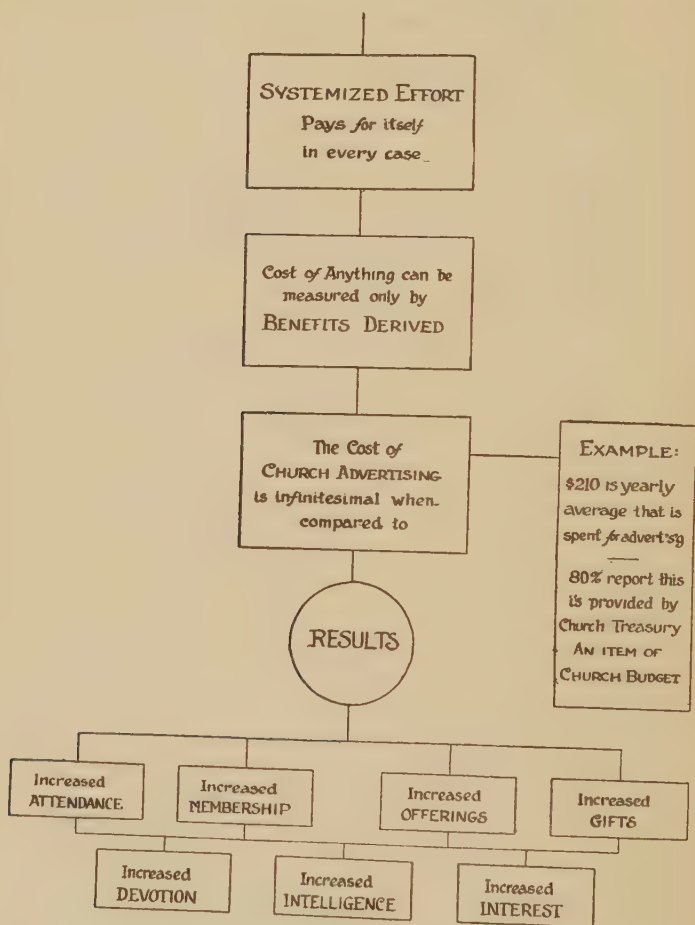 SYSTEMIZED EFFORT
Pays for itself
in every case
Cost of Anything can be
measured only by
BENEFITS DERIVED
The Cost of
CHURCH ADVERTISING
is infinitesimal when
compared to
EXAMPLE:
$210 is yearly
average that is
spent for advert'sg
80% report this
is provided by
Church Treasury
AN ITEM OF
CHURCH BUDGET
RESULTS
Increased
ATTENDANCE
Increased
MEMBERSHIP
Increased
OFFERINGS
Increased
GIFTS
Increased
DEVOTION
Increased
INTELLIGENCE
Increased
INTEREST